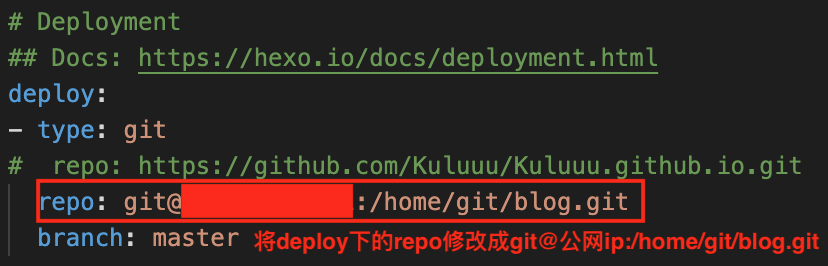 # Deployment
## Docs: https://hexo.io/docs/deployment.html
deploy:
- type: git
#  repo: https://github.com/Kuluuu/Kuluuu.github.io.git
  repo: git@:/home/git/blog.git
  branch: master 将deploy下的repo修改成git@公网ip:/home/git/blog.git